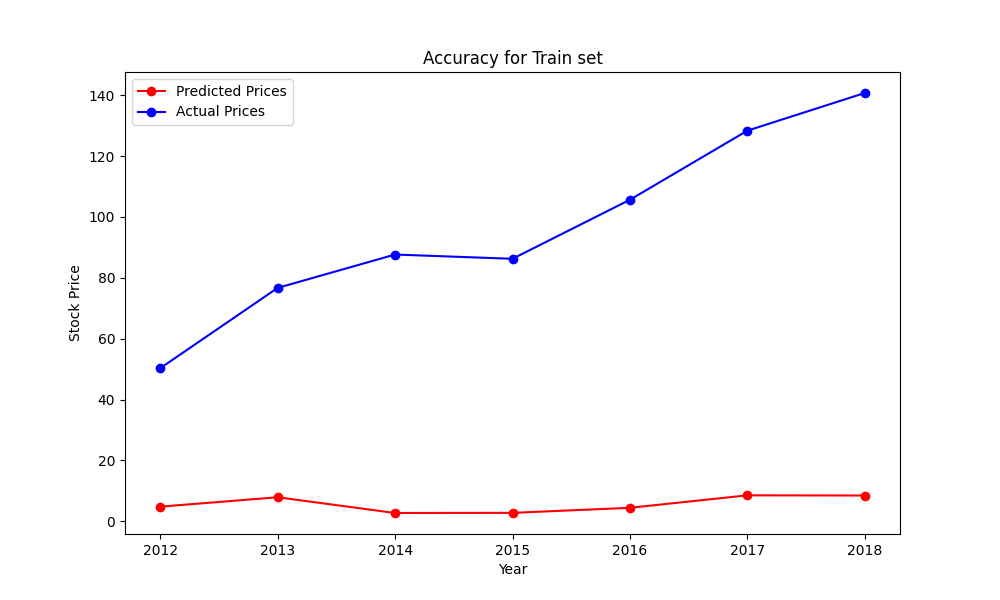 Accuracy for Train set
Predicted Prices
Actual Prices
140
120
100
80
60
40
20
0
Stock Price
2012 2013 2014 2015 2016 2017 2018
Year